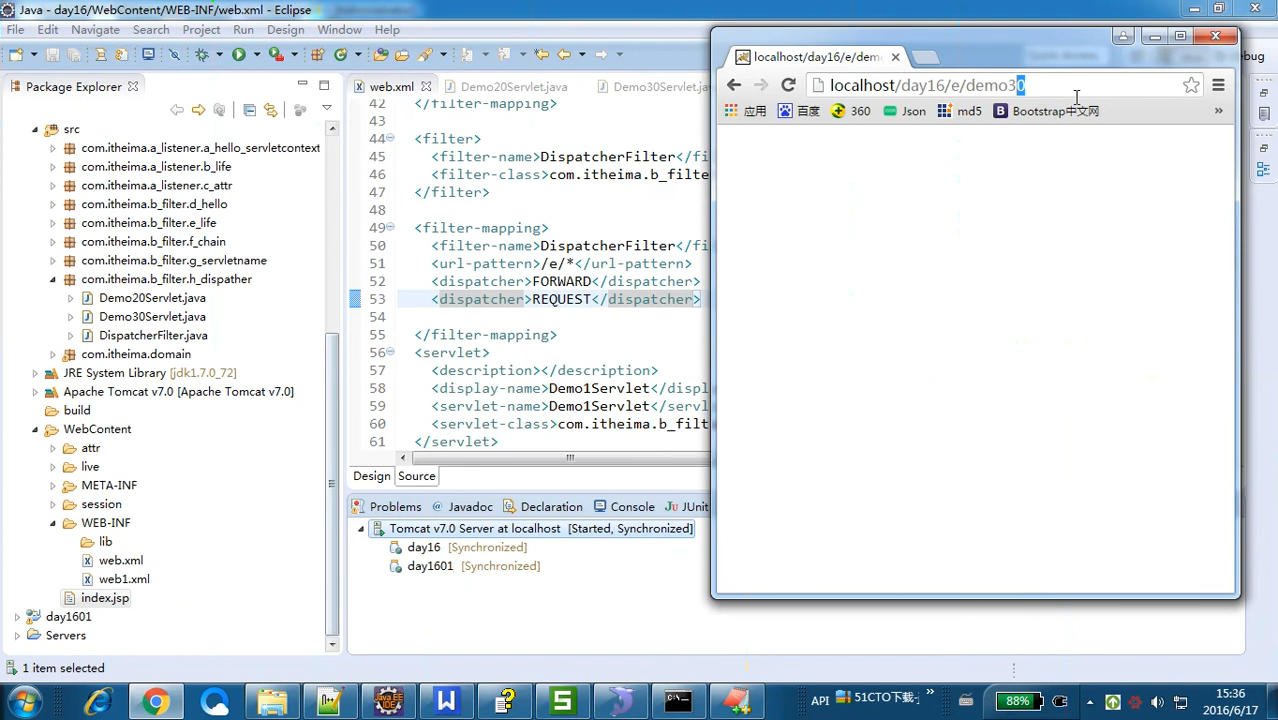 Java - day16/WebContent/WEB-INF/web.xml - Eclipse
File Edit Navigate Search Project Run Design Window Help
Package Explorer
src
com.itheima.a_listener.a_hello_servletcontext
com.itheima.a_listener.b_life
com.itheima.a_listener.c_attr
com.itheima.b_filter.d_hello
com.itheima.b_filter.e_life
com.itheima.b_filter.f_chain
com.itheima.b_filter.g_servletname
com.itheima.b_filter.h_dispather
Demo20Servlet.java
Demo30Servlet.java
DispatcherFilter.java
com.itheima.domain
JRE System Library [jdk1.7.0_72]
Apache Tomcat v7.0 [Apache Tomcat v7.0]
build
WebContent
attr
live
META-INF
session
WEB-INF
lib
web.xml
web1.xml
index.jsp
day1601
Servers
1 item selected
web.xml Demo20Servlet.java Demo30Servlet
42 </filter-mapping>
43
44 <filter>
45 <filter-name>DispatcherFilter</fi
46 <filter-class>com.itheima.b_filte
47 </filter>
48
49 <filter-mapping>
50 <filter-name>DispatcherFilter</fi
51 <url-pattern>/e/*</url-pattern>
52 <dispatcher>FORWARD</dispatcher>
53 <dispatcher>REQUEST</dispatcher>
54
55 </filter-mapping>
56 <servlet>
57 <description></description>
58 <display-name>Demo1Servlet</displ
59 <servlet-name>Demo1Servlet</servl
60 <servlet-class>com.itheima.b_filt
61 </servlet>
Design Source
Problems Javadoc Declaration Servers Console JUnit
Tomcat v7.0 Server at localhost [Started, Synchronized]
day16 [Synchronized]
day1601 [Synchronized]
localhost/day16/e/dem
localhost/day16/e/demo30
应用 百度 360 Json md5 Bootstrap中文网 »
API 51CTO下载- »
88%
15:36
2016/6/17